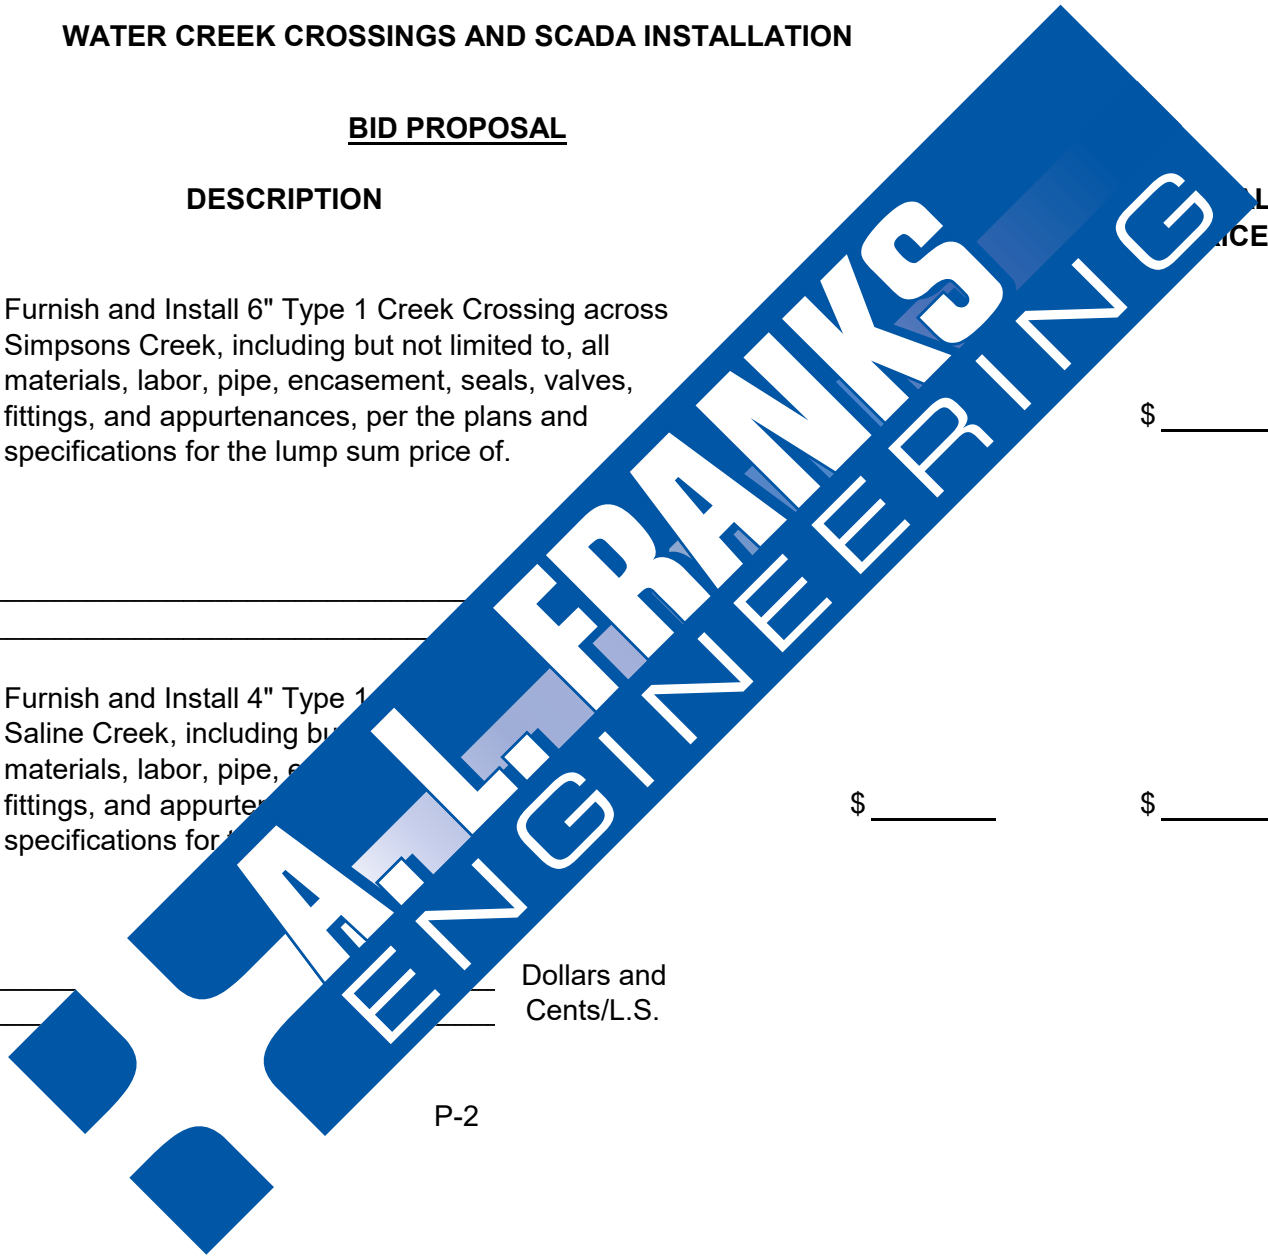 WATER CREEK CROSSINGS AND SCADA INSTALLATION
BID PROPOSAL
DESCRIPTION
Furnish and Install 6" Type 1 Creek Crossing across
Simpsons Creek, including but not limited to, all
materials, labor, pipe, encasement, seals, valves,
fittings, and appurtenances, per the plans and
specifications for the lump sum price of.
$
Furnish and Install 4" Type 1
Saline Creek, including
materials, labor, pipe,
fittings, and
specifications for
$ $
Dollars and
Cents/L.S.
P-2
A.L. FRANKS
ENGINEERING